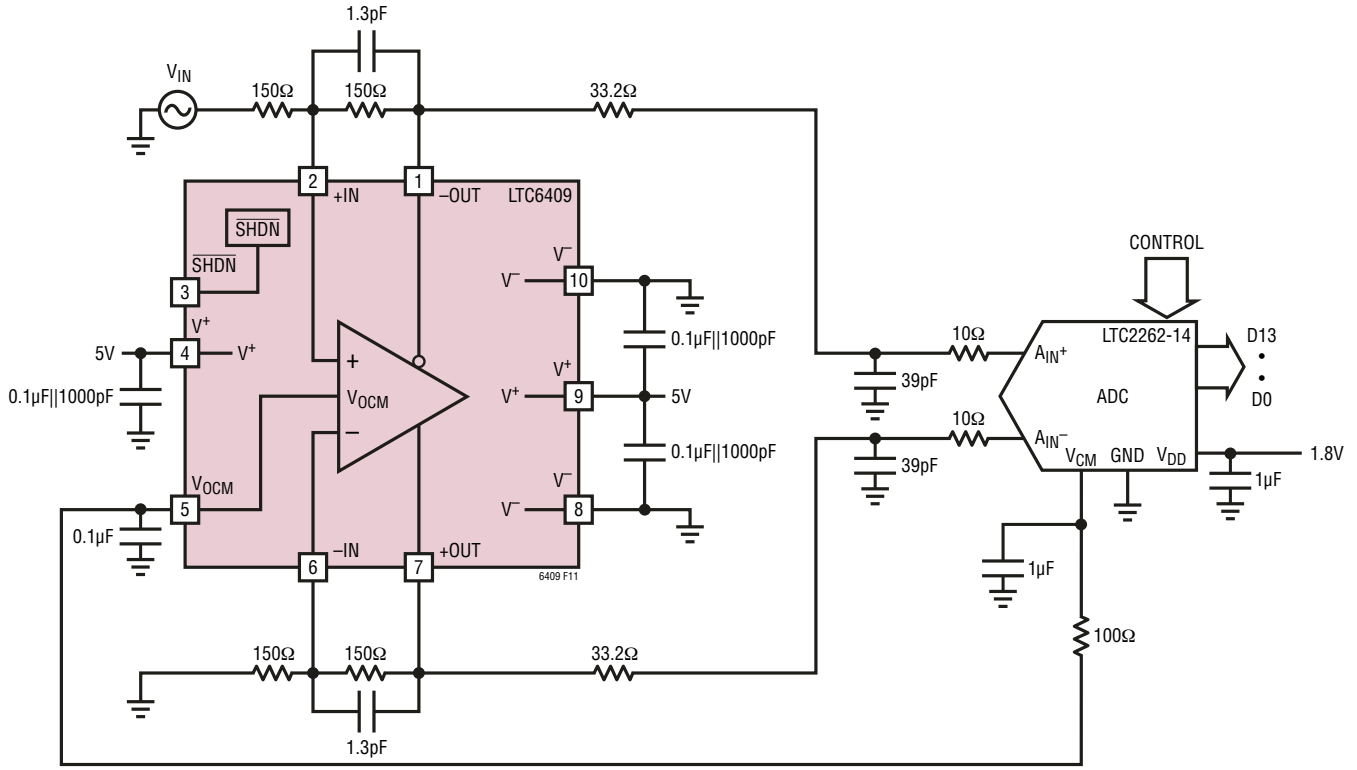 1.3pF
V_IN
150Ω
150Ω
33.2Ω
2
1
+IN
–OUT
LTC6409
SHDN
SHDN
3
V⁻
V⁻
10
V⁺
5V
4
V⁺
0.1µF||1000pF
0.1µF||1000pF
+
V_OCM
–
V⁺
V⁺
9
5V
0.1µF||1000pF
V_OCM
5
0.1µF
V⁻
V⁻
8
–IN
+OUT
6
7
6409 F11
150Ω
150Ω
33.2Ω
1.3pF
CONTROL
10Ω
A_IN⁺
LTC2262-14
D13
•
•
D0
39pF
ADC
10Ω
A_IN⁻
39pF
V_CM
GND
V_DD
1.8V
1µF
1µF
100Ω